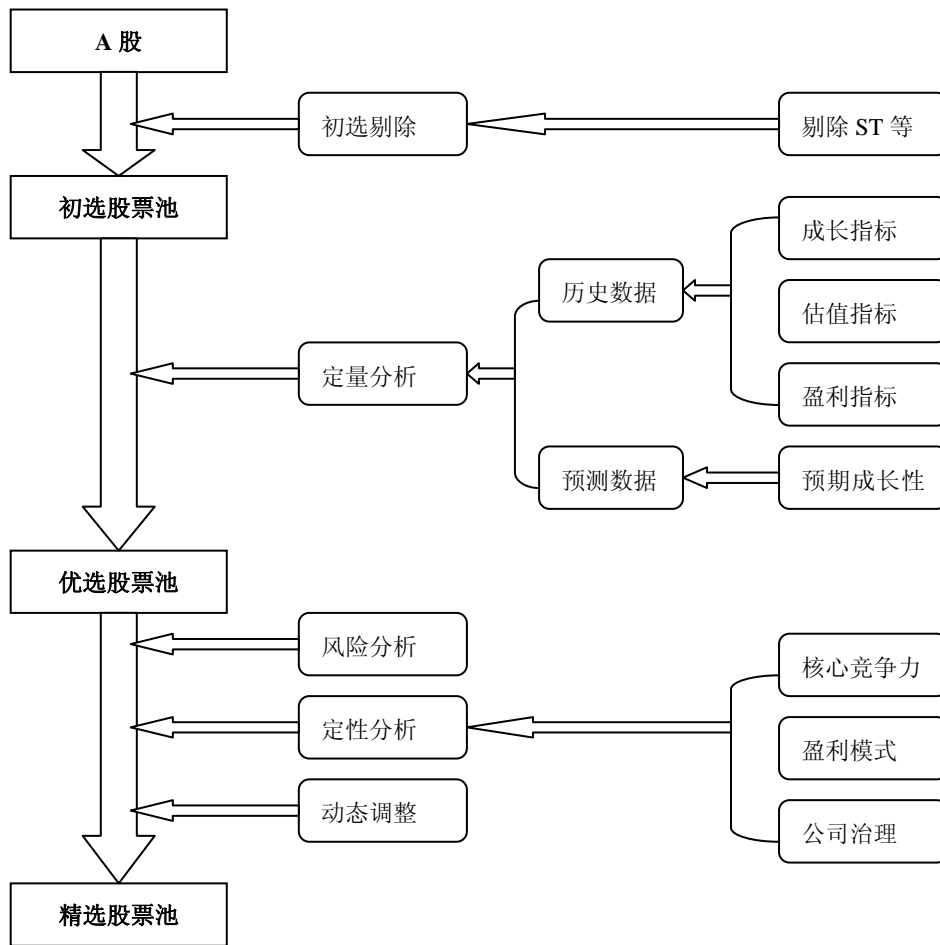 A 股
初选剔除
剔除 ST 等
初选股票池
成长指标
历史数据
估值指标
定量分析
盈利指标
预测数据
预期成长性
优选股票池
风险分析
核心竞争力
定性分析
盈利模式
动态调整
公司治理
精选股票池